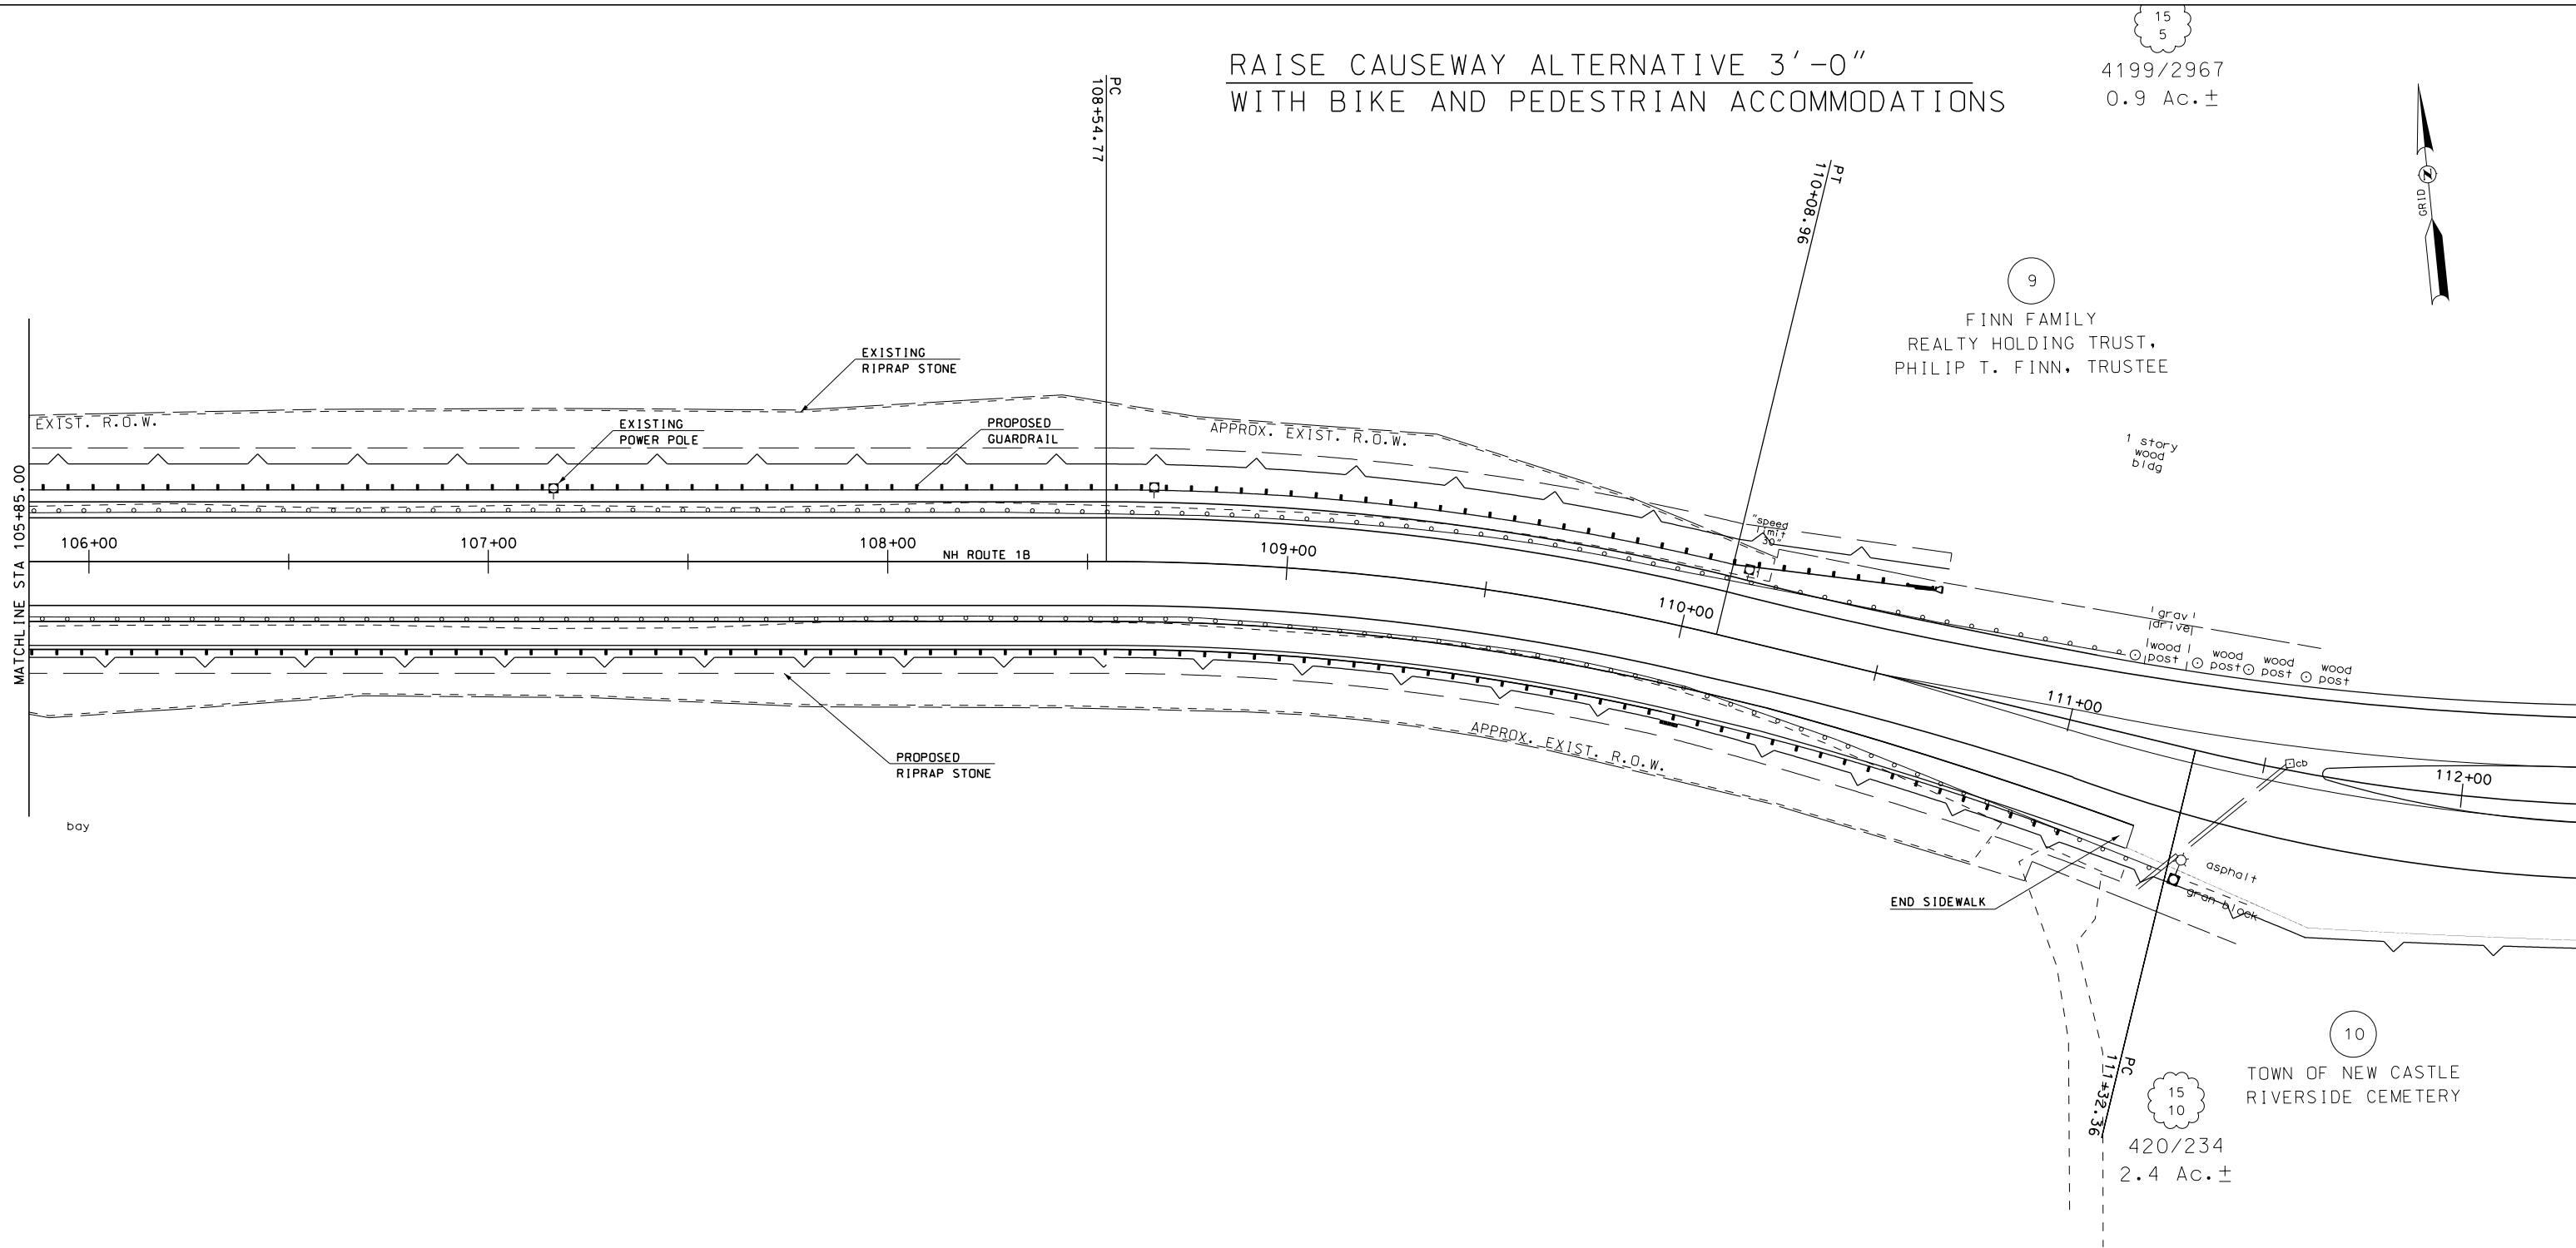 15
5
4199/2967
0.9 Ac.±
RAISE CAUSEWAY ALTERNATIVE 3'-0"
WITH BIKE AND PEDESTRIAN ACCOMMODATIONS
PC
108+54.77
PT
110+08.96
GRID
N
9
FINN FAMILY
REALTY HOLDING TRUST,
PHILIP T. FINN, TRUSTEE
EXISTING
RIPRAP STONE
EXIST. R.O.W.
EXISTING
POWER POLE
PROPOSED
GUARDRAIL
APPROX. EXIST. R.O.W.
1 story
wood
bldg
MATCHLINE STA 105+85.00
"speed
limit
30"
106+00
107+00
108+00
NH ROUTE 1B
109+00
110+00
111+00
112+00
grav
drive
wood
post
wood
post
wood
post
wood
post
APPROX. EXIST. R.O.W.
PROPOSED
RIPRAP STONE
cb
bay
asphalt
gran block
END SIDEWALK
PC
111+32.36
10
TOWN OF NEW CASTLE
RIVERSIDE CEMETERY
15
10
420/234
2.4 Ac.±